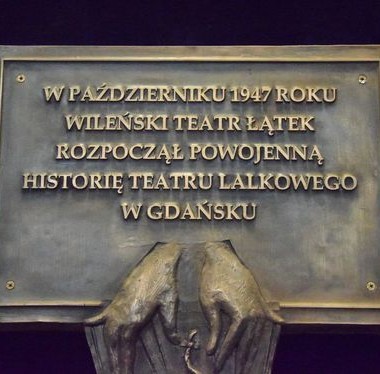 W PAŹDZIERNIKU 1947 ROKU
WILEŃSKI TEATR ŁĄTEK
ROZPOCZĄŁ POWOJENNĄ
HISTORIĘ TEATRU LALKOWEGO
W GDAŃSKU